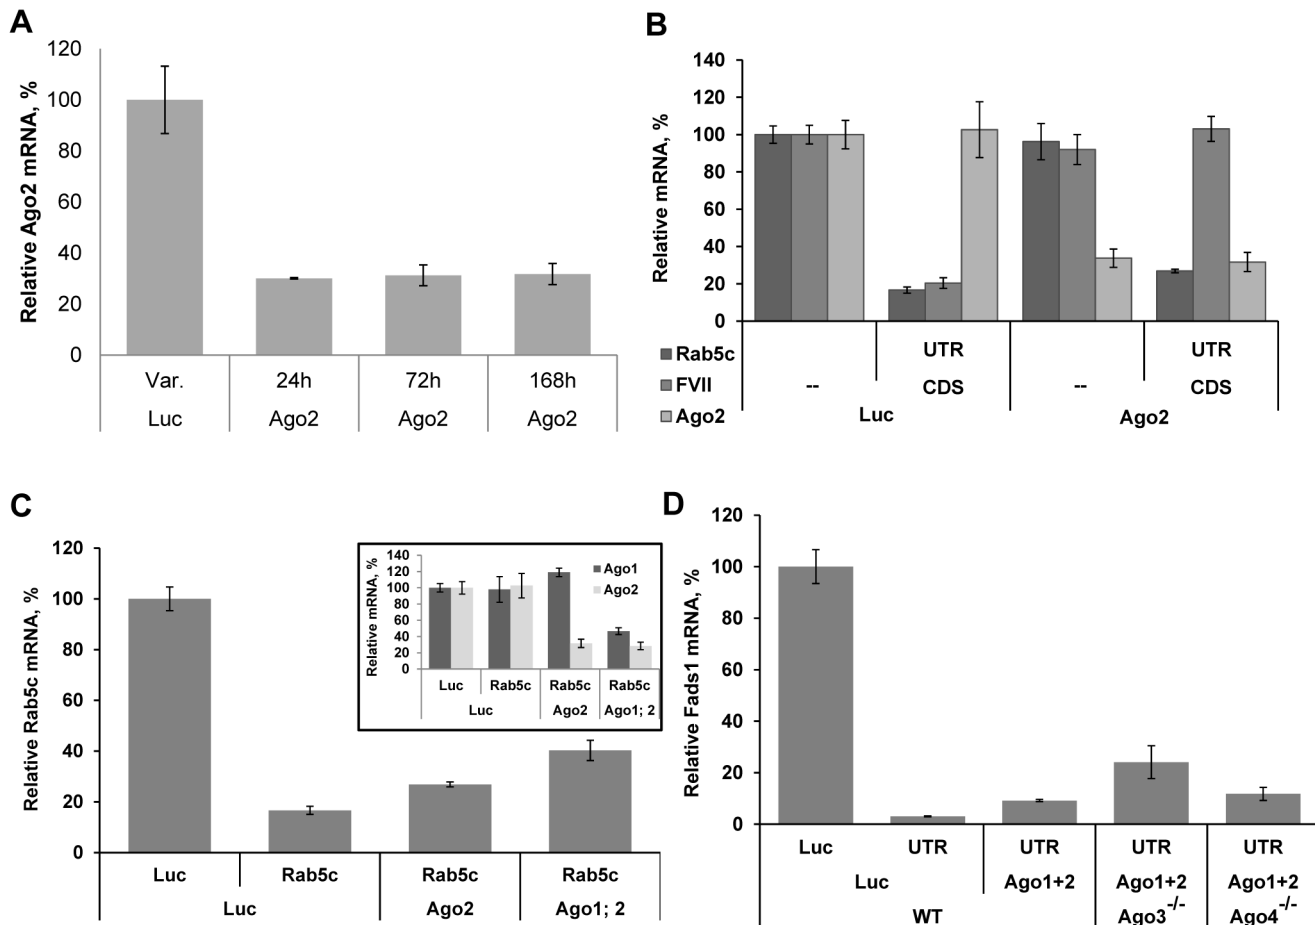 A
Relative Ago2 mRNA, %
120
100
80
60
40
20
0
Var. 24h 72h 168h
Luc Ago2 Ago2 Ago2
B
Relative mRNA, %
140
120
100
80
60
40
20
0
Rab5c
FVII
Ago2
UTR UTR
-- CDS -- CDS
Luc Ago2
C
Relative Rab5c mRNA, %
120
100
80
60
40
20
0
Luc Rab5c Rab5c Rab5c
Luc Ago2 Ago1; 2
Relative mRNA, %
140
120
100
80
60
40
20
0
Ago1
Ago2
Luc Rab5c Rab5c Rab5c
Luc Ago2 Ago1; 2
D
Relative Fads1 mRNA, %
120
100
80
60
40
20
0
Luc UTR UTR UTR UTR
Luc Ago1+2 Ago1+2 Ago1+2
WT Ago3-/- Ago4-/-